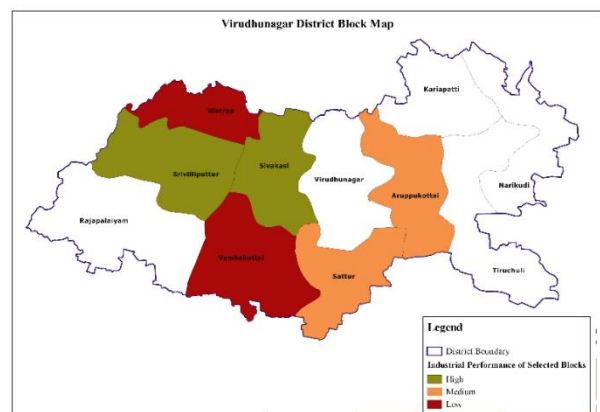 Virudhunagar District Block Map
Kariapatti
Watrap
Sivakasi
Srivilliputtur
Virudhunagar
Aruppukottai
Narikudi
Rajapalaiyam
Vembakottai
Sattur
Tiruchuli
Legend
District Boundary
Industrial Performance of Selected Blocks
High
Medium
Low